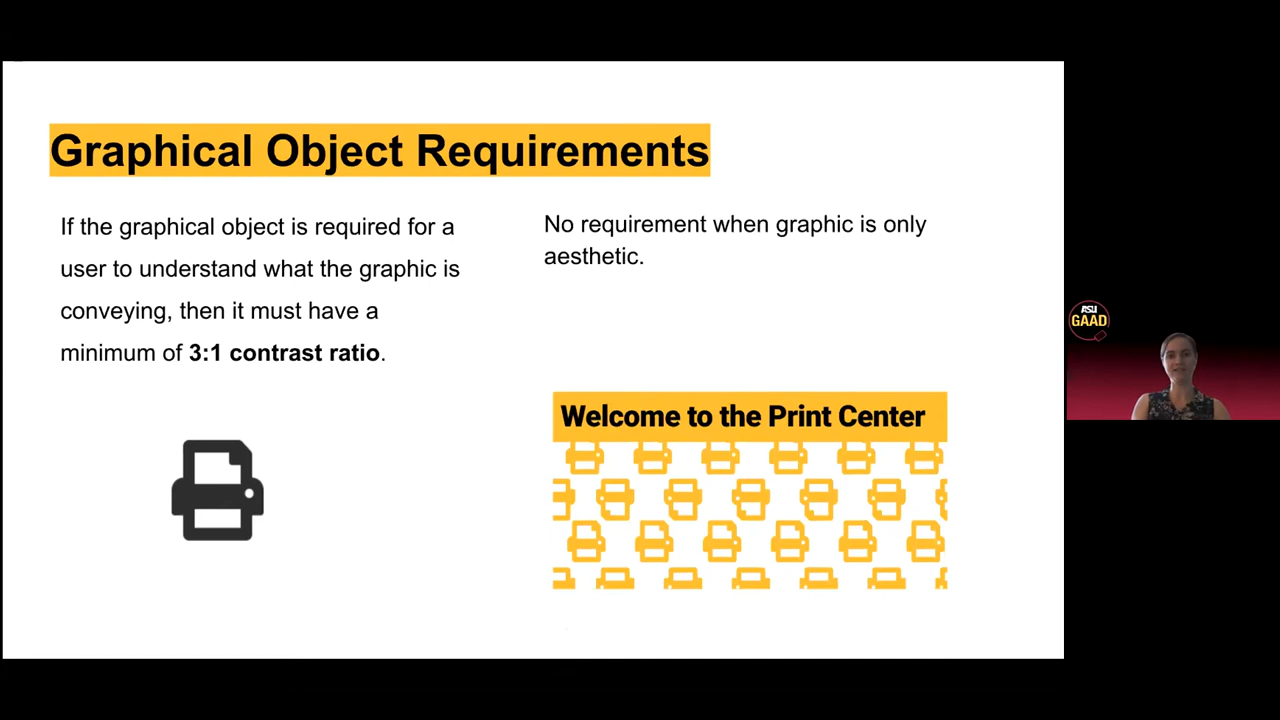 Graphical Object Requirements
If the graphical object is required for a
user to understand what the graphic is
conveying, then it must have a
minimum of 3:1 contrast ratio.
No requirement when graphic is only
aesthetic.
Welcome to the Print Center
ASU
GAAD